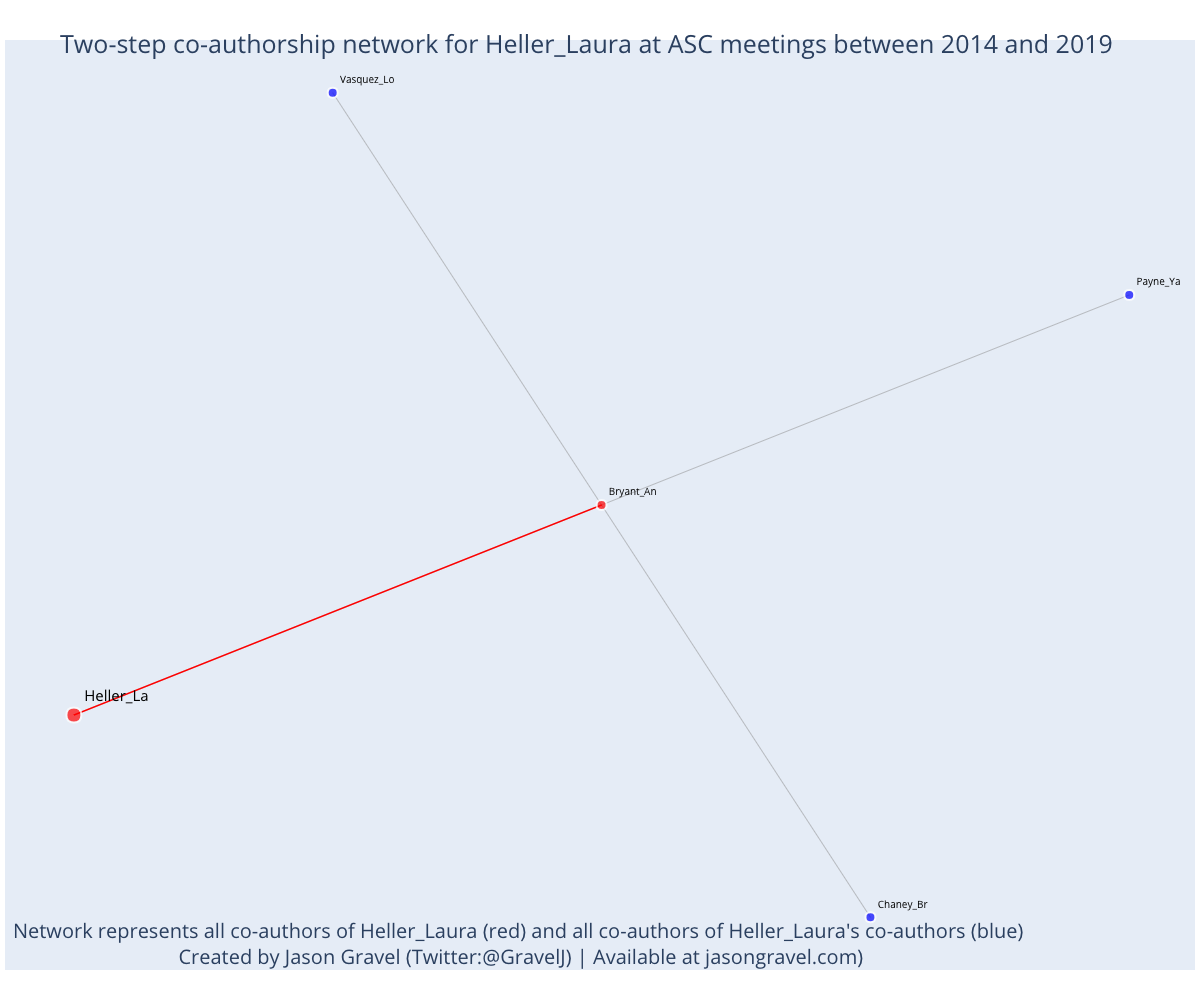 Two-step co-authorship network for Heller_Laura at ASC meetings between 2014 and 2019
Vasquez_Lo
Payne_Ya
Bryant_An
Heller_La
Chaney_Br
Network represents all co-authors of Heller_Laura (red) and all co-authors of Heller_Laura's co-authors (blue)
Created by Jason Gravel (Twitter:@GravelJ) | Available at jasongravel.com)